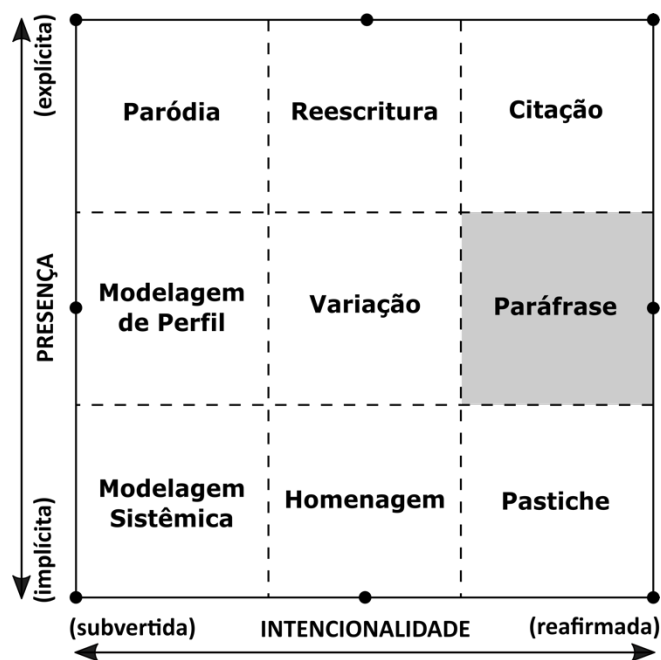 (explícita)
Paródia
Reescritura
Citação
PRESENÇA
Modelagem
de Perfil
Variação
Paráfrase
(implícita)
Modelagem
Sistêmica
Homenagem
Pastiche
(subvertida)
INTENCIONALIDADE
(reafirmada)